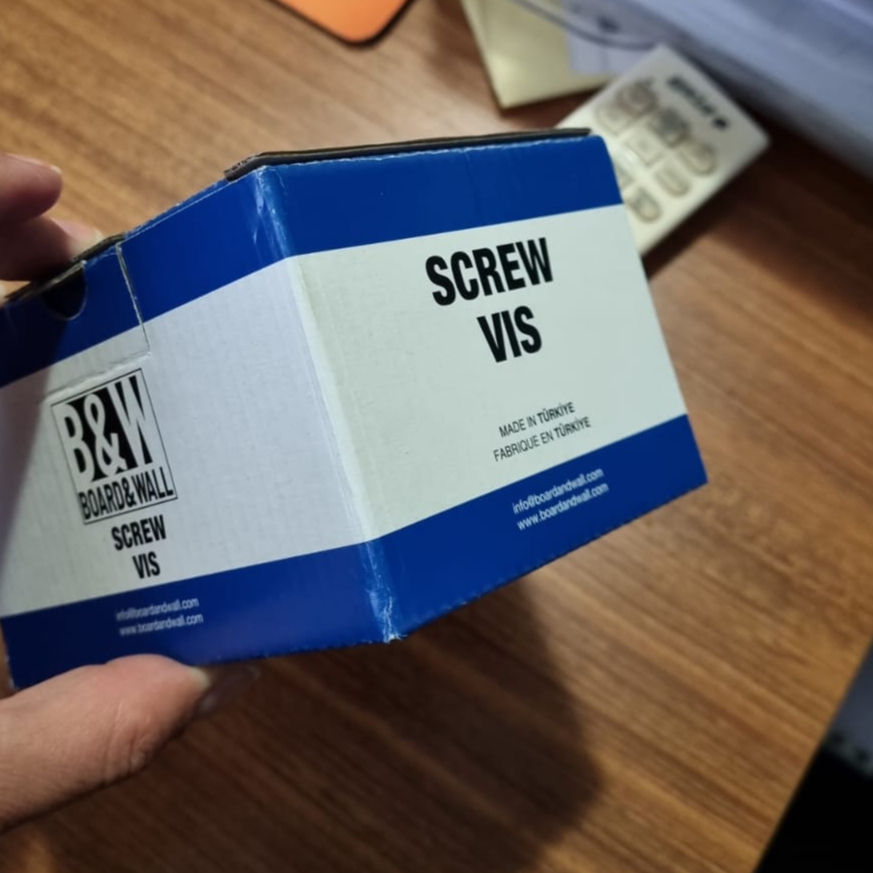 B&W
BOARD&WALL
SCREW
VIS
info@boardandwall.com
www.boardandwall.com
SCREW
VIS
MADE IN TÜRKİYE
FABRIQUE EN TÜRKİYE
info@boardandwall.com
www.boardandwall.com